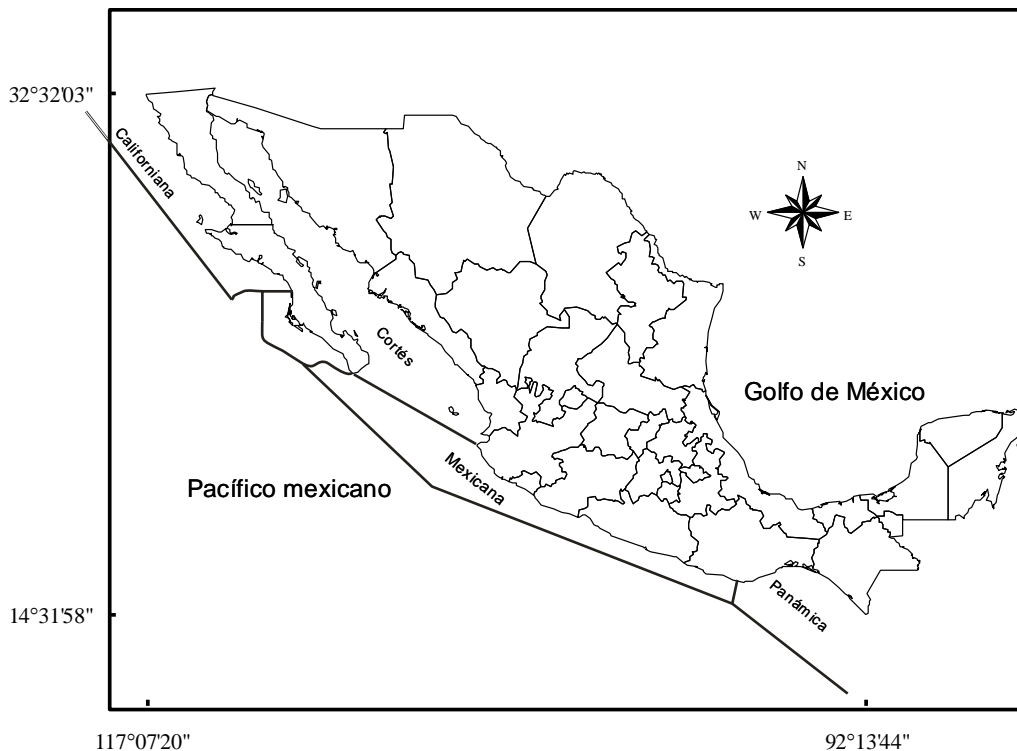 32°32'03"
Californiana
N
W
E
S
Cortés
Golfo de México
Mexicana
Pacífico mexicano
Panámica
14°31'58"
117°07'20"
92°13'44"